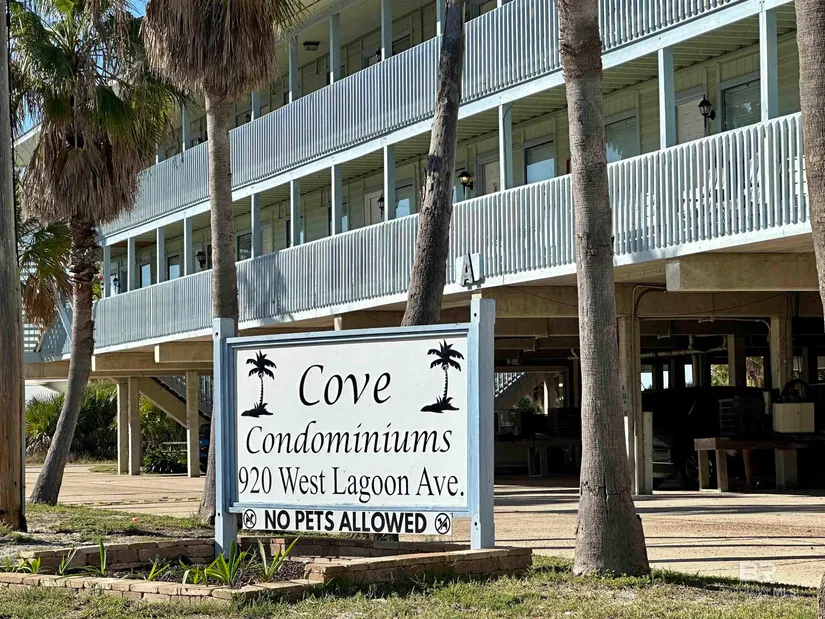 A
Cove
Condominiums
920 West Lagoon Ave.
NO PETS ALLOWED